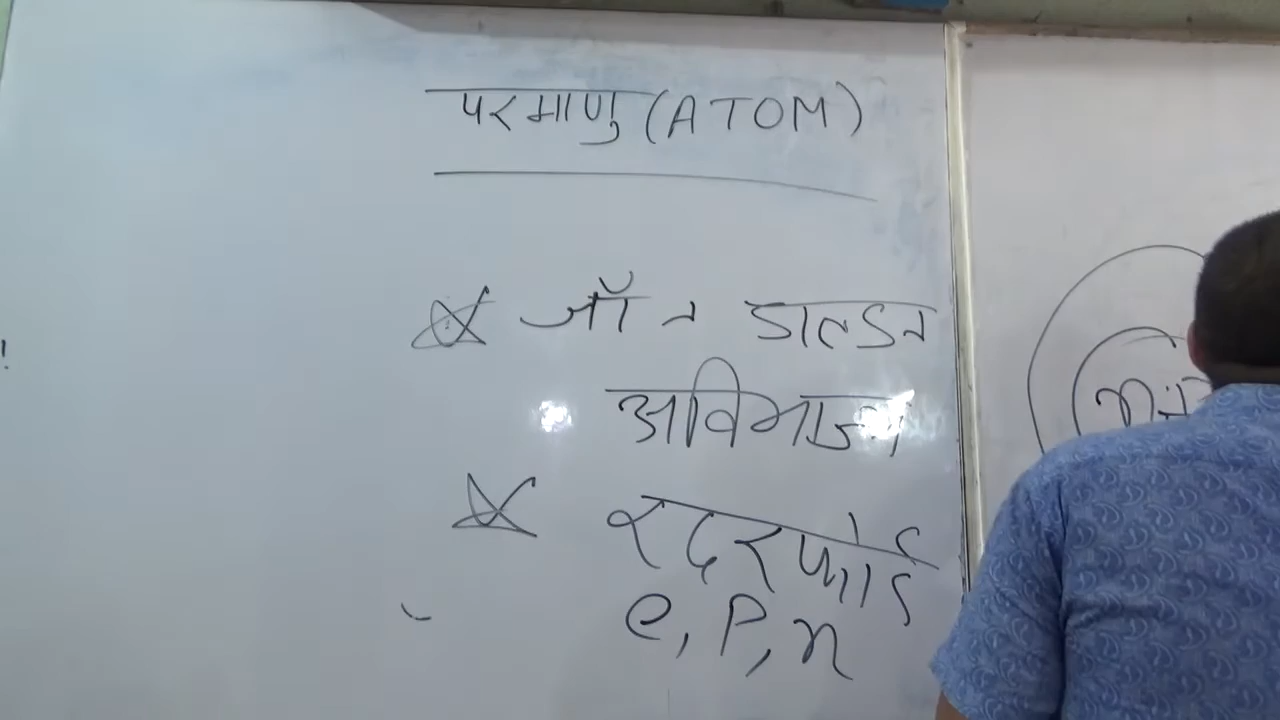 परमाणु (ATOM)
जॉन डाल्टन
अविभाज्य
रदरफोर्ड
e, P, n
n+P